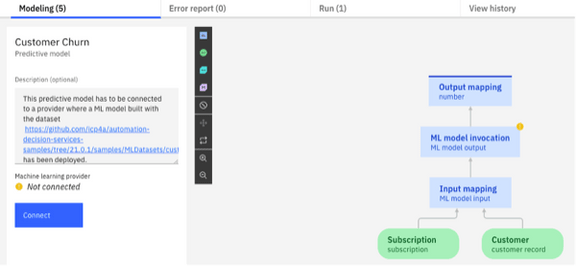 Modeling (5)
Error report (0)
Run (1)
View history
Customer Churn
Predictive model
Description (optional)
This predictive model has to be connected
to a provider where a ML model built with
the dataset
https://github.com/icp4a/automation-
decision-services-
samples/tree/21.0.1/samples/MLDatasets/cust
has been deployed.
Machine learning provider
Not connected
Connect
Output mapping
number
ML model invocation
ML model output
Input mapping
ML model input
Subscription
subscription
Customer
customer record